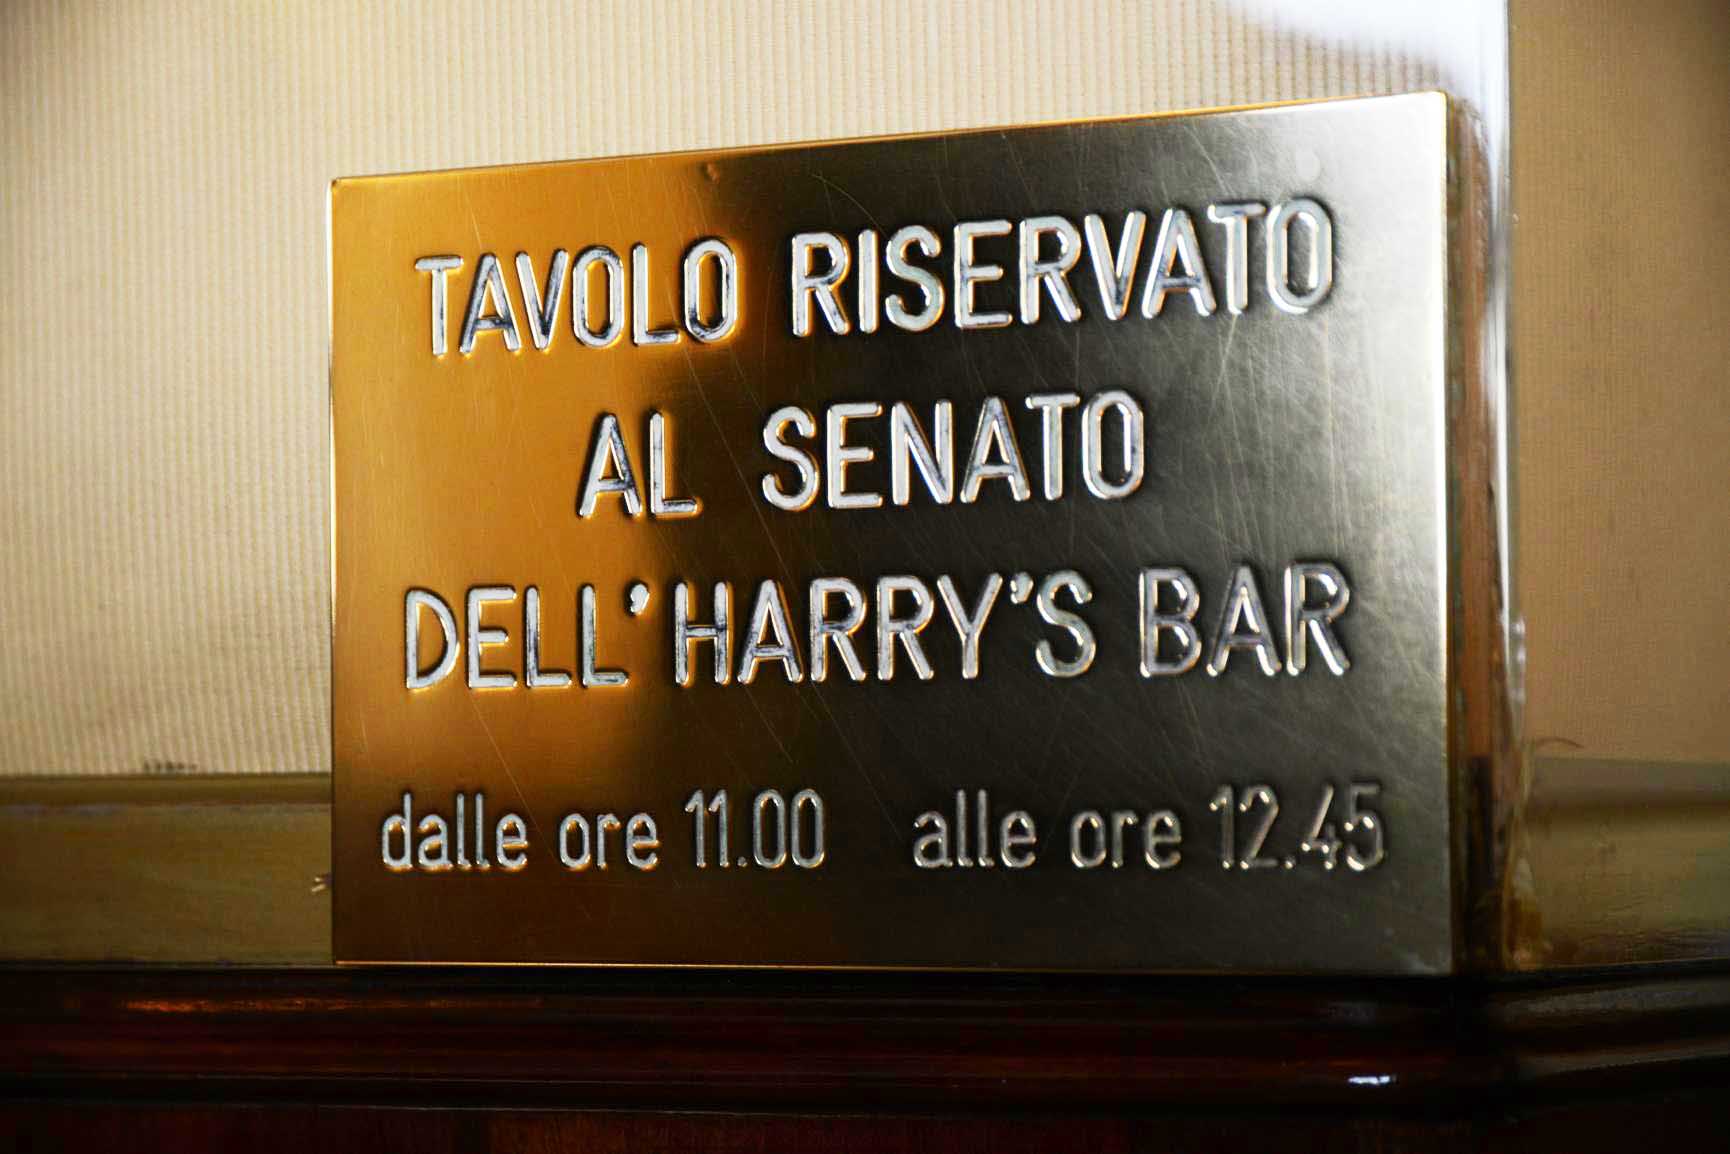 TAVOLO RISERVATO
AL SENATO
DELL'HARRY'S BAR
dalle ore 11.00 alle ore 12.45